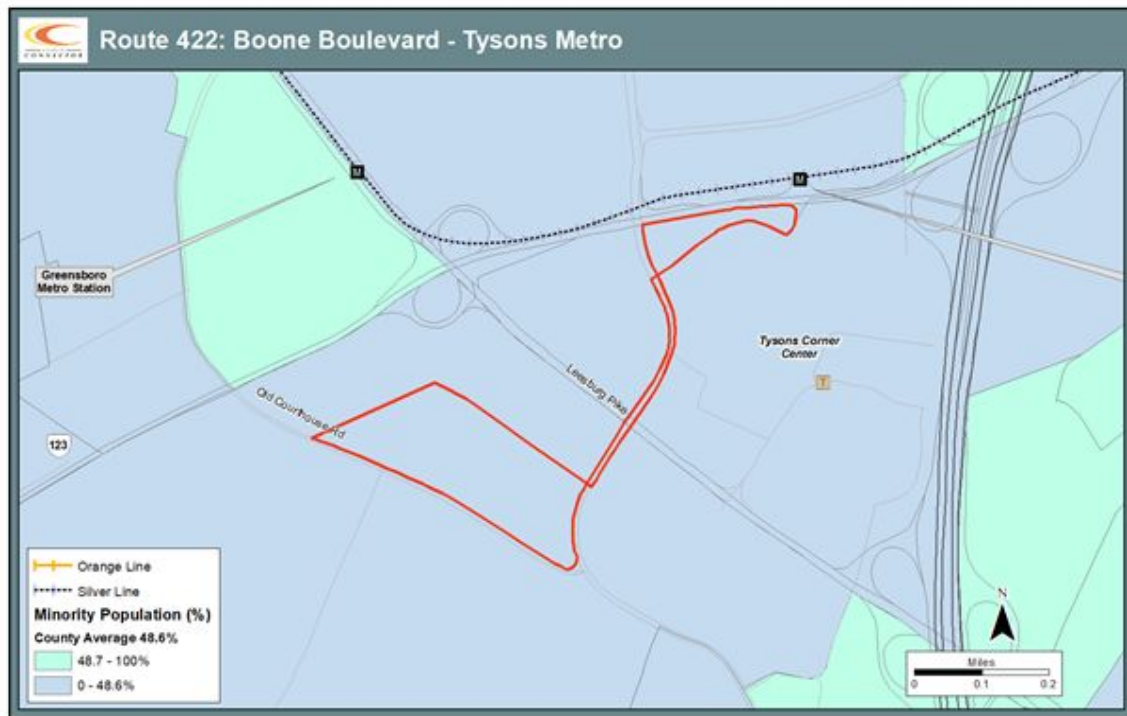 CONNECTOR
Route 422: Boone Boulevard - Tysons Metro
M
M
Greensboro
Metro Station
Tysons Corner
Center
T
Leesburg Pike
Old Courthouse Rd
123
Orange Line
Silver Line
Minority Population (%)
County Average 48.6%
48.7 - 100%
0 - 48.6%
N
Miles
0 0.1 0.2